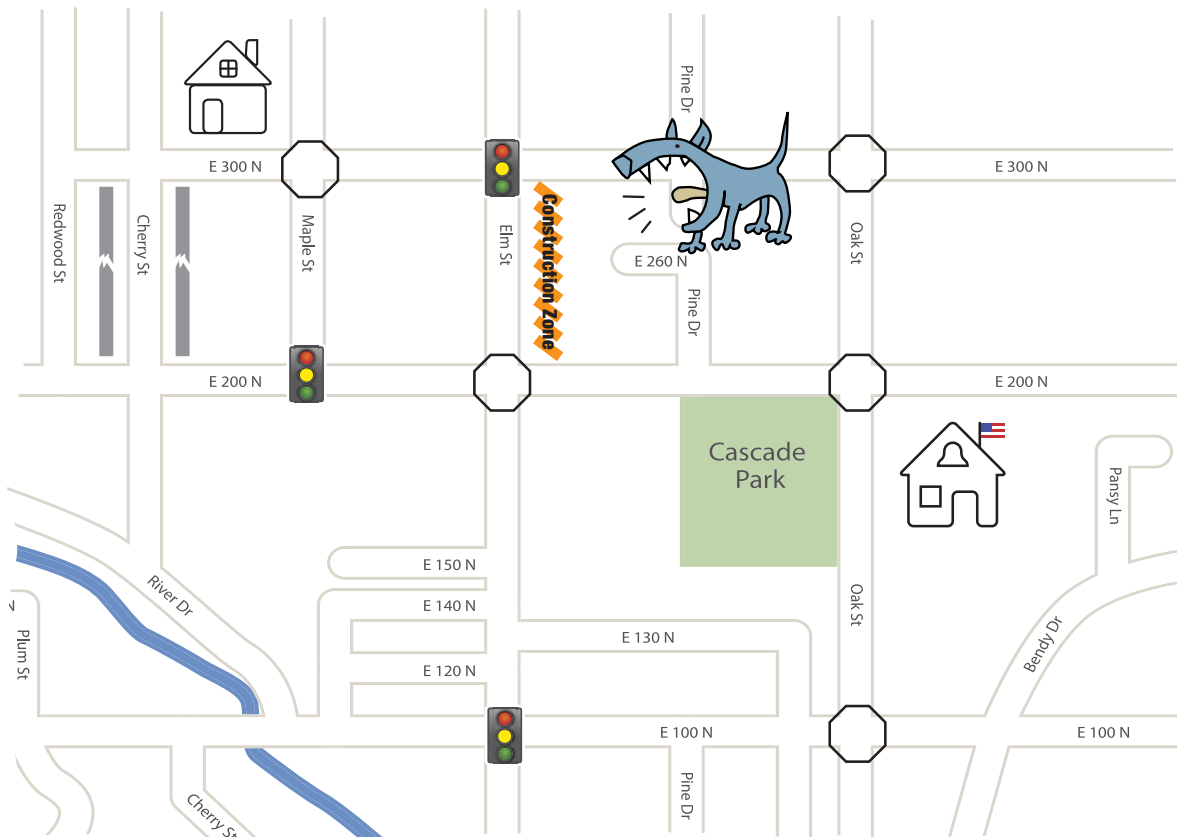 Pine Dr
E 300 N
E 300 N
Construction Zone
Redwood St
Cherry St
Maple St
Elm St
Oak St
E 260 N
Pine Dr
E 200 N
E 200 N
Cascade
Park
Pansy Ln
E 150 N
River Dr
E 140 N
Oak St
Plum St
E 130 N
Bendy Dr
E 120 N
E 100 N
E 100 N
Pine Dr
Cherry St